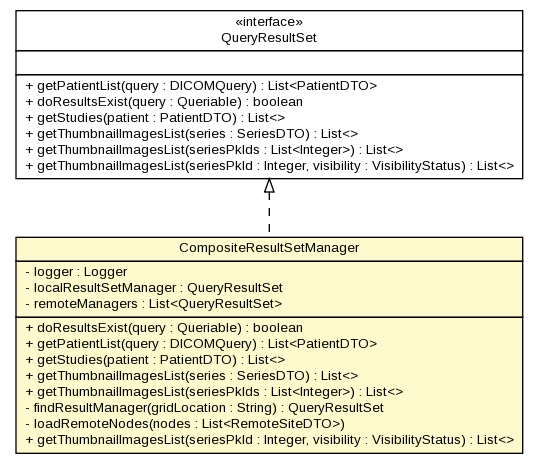 «interface»
QueryResultSet
+ getPatientList(query : DICOMQuery) : List<PatientDTO>
+ doResultsExist(query : Queriable) : boolean
+ getStudies(patient : PatientDTO) : List<>
+ getThumbnailImagesList(series : SeriesDTO) : List<>
+ getThumbnailImagesList(seriesPkIds : List<Integer>) : List<>
+ getThumbnailImagesList(seriesPkId : Integer, visibility : VisibilityStatus) : List<>
CompositeResultSetManager
- logger : Logger
- localResultSetManager : QueryResultSet
- remoteManagers : List<QueryResultSet>
+ doResultsExist(query : Queriable) : boolean
+ getPatientList(query : DICOMQuery) : List<PatientDTO>
+ getStudies(patient : PatientDTO) : List<>
+ getThumbnailImagesList(series : SeriesDTO) : List<>
+ getThumbnailImagesList(seriesPkIds : List<Integer>) : List<>
- findResultManager(gridLocation : String) : QueryResultSet
- loadRemoteNodes(nodes : List<RemoteSiteDTO>)
+ getThumbnailImagesList(seriesPkId : Integer, visibility : VisibilityStatus) : List<>